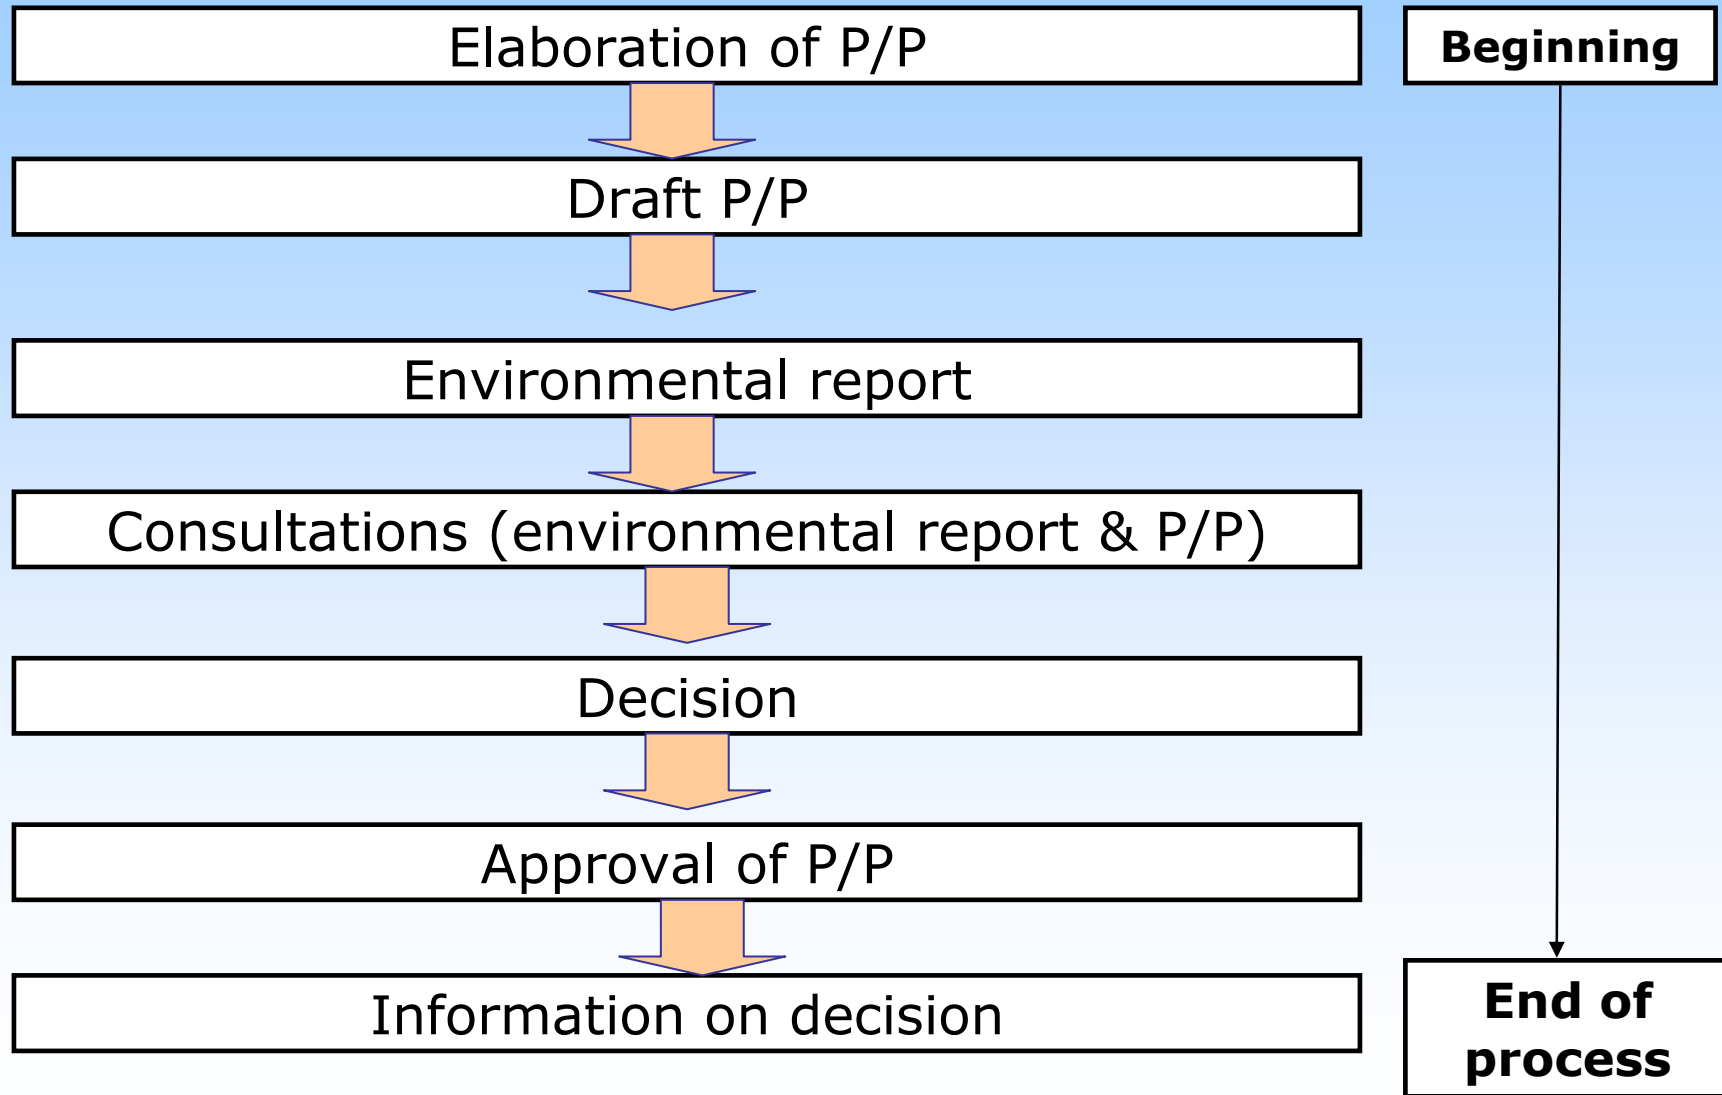 Elaboration of P/P
Beginning
Draft P/P
Environmental report
Consultations (environmental report & P/P)
Decision
Approval of P/P
Information on decision
End of
process